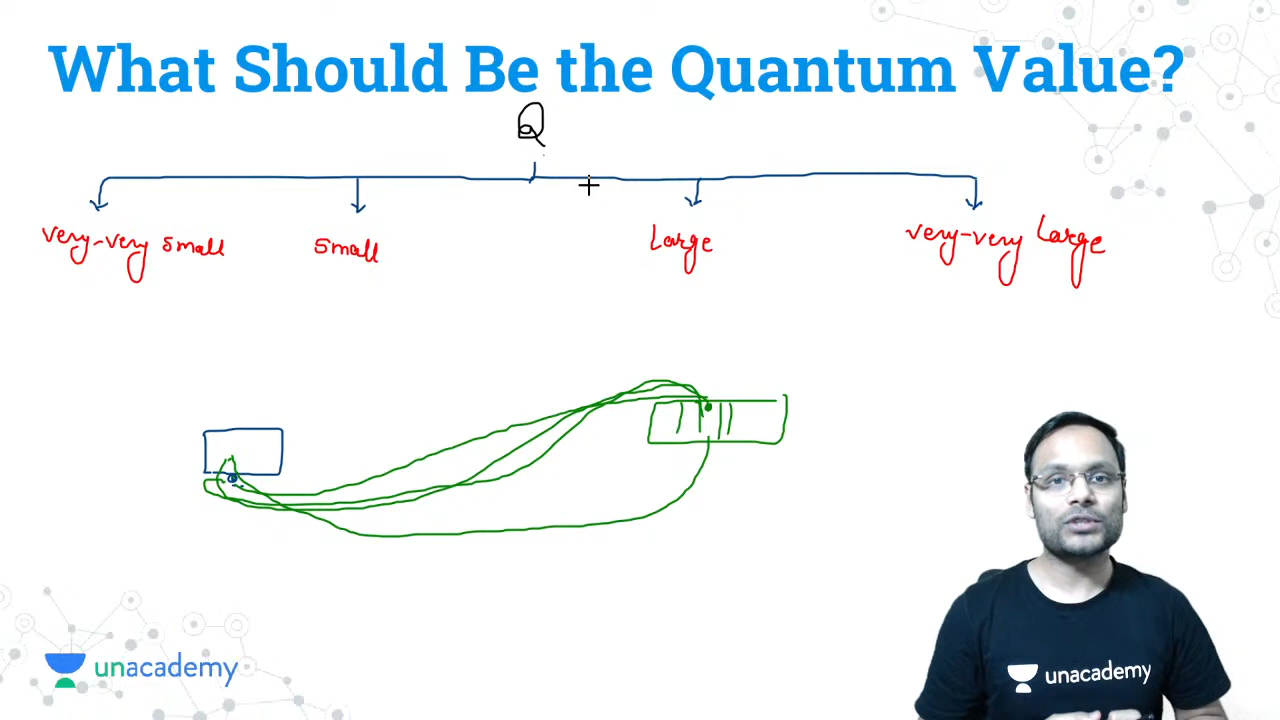 What Should Be the Quantum Value?
Q
very-very small
small
Large
very-very Large
unacademy
unacademy